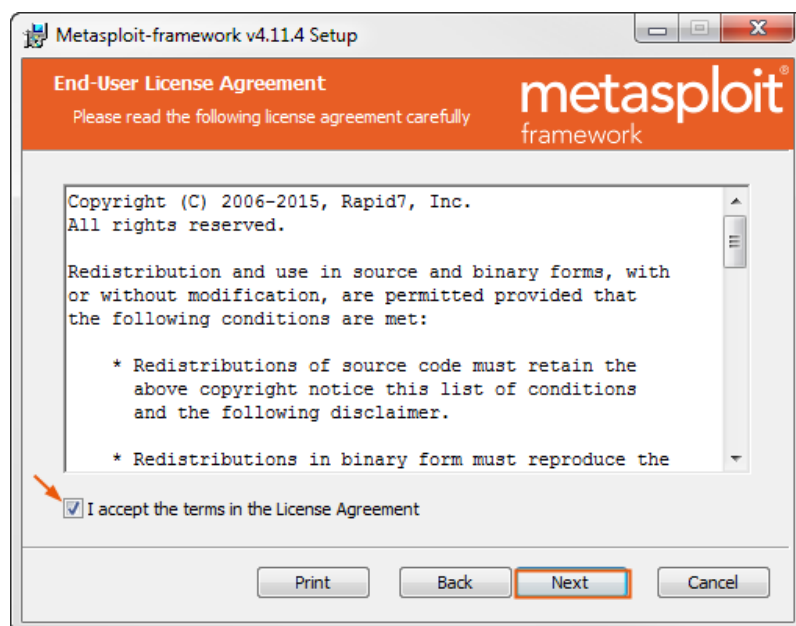 Metasploit-framework v4.11.4 Setup
End-User License Agreement
Please read the following license agreement carefully
metasploit®
framework
Copyright (C) 2006-2015, Rapid7, Inc.
All rights reserved.
Redistribution and use in source and binary forms, with
or without modification, are permitted provided that
the following conditions are met:
* Redistributions of source code must retain the
above copyright notice this list of conditions
and the following disclaimer.
* Redistributions in binary form must reproduce the
I accept the terms in the License Agreement
Print Back Next Cancel